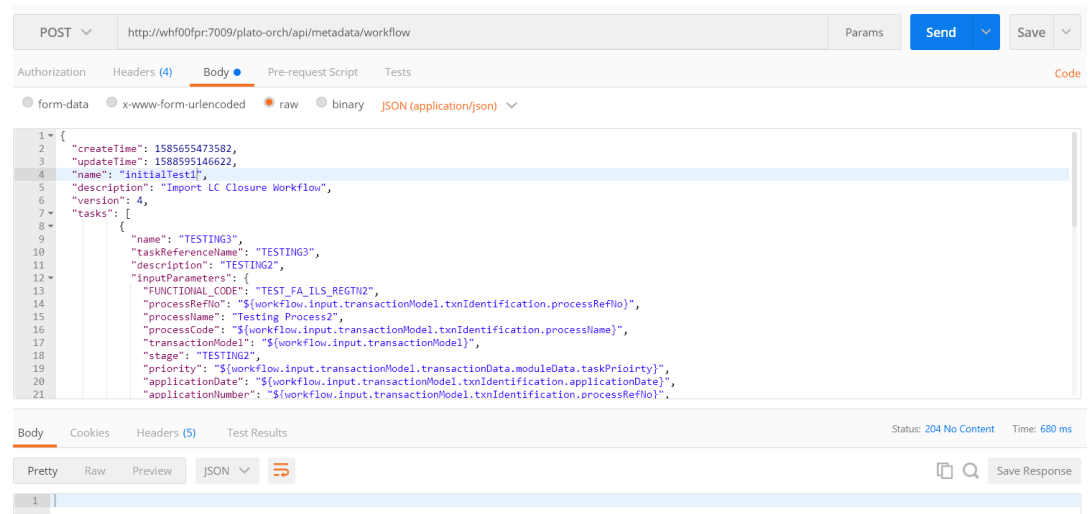 POST http://whf00fpr:7009/plato-orch/api/metadata/workflow Params Send Save
Authorization Headers (4) Body Pre-request Script Tests Code
form-data x-www-form-urlencoded raw binary JSON (application/json)
1 {
2 "createTime": 1585655473582,
3 "updateTime": 1588595146622,
4 "name": "initialTest1",
5 "description": "Import LC Closure Workflow",
6 "version": 4,
7 "tasks": [
8 {
9 "name": "TESTING3",
10 "taskReferenceName": "TESTING3",
11 "description": "TESTING2",
12 "inputParameters": {
13 "FUNCTIONAL_CODE": "TEST_FA_ILS_REGTN2",
14 "processRefNo": "${workflow.input.transactionModel.txnIdentification.processRefNo}",
15 "processName": "Testing Process2",
16 "processCode": "${workflow.input.transactionModel.txnIdentification.processName}",
17 "transactionModel": "${workflow.input.transactionModel}",
18 "stage": "TESTING2",
19 "priority": "${workflow.input.transactionModel.transactionData.moduleData.taskPrioirty}",
20 "applicationDate": "${workflow.input.transactionModel.txnIdentification.applicationDate}",
21 "applicationNumber": "${workflow.input.transactionModel.txnIdentification.processRefNo}",
Body Cookies Headers (5) Test Results Status: 204 No Content Time: 680 ms
Pretty Raw Preview JSON Save Response
1